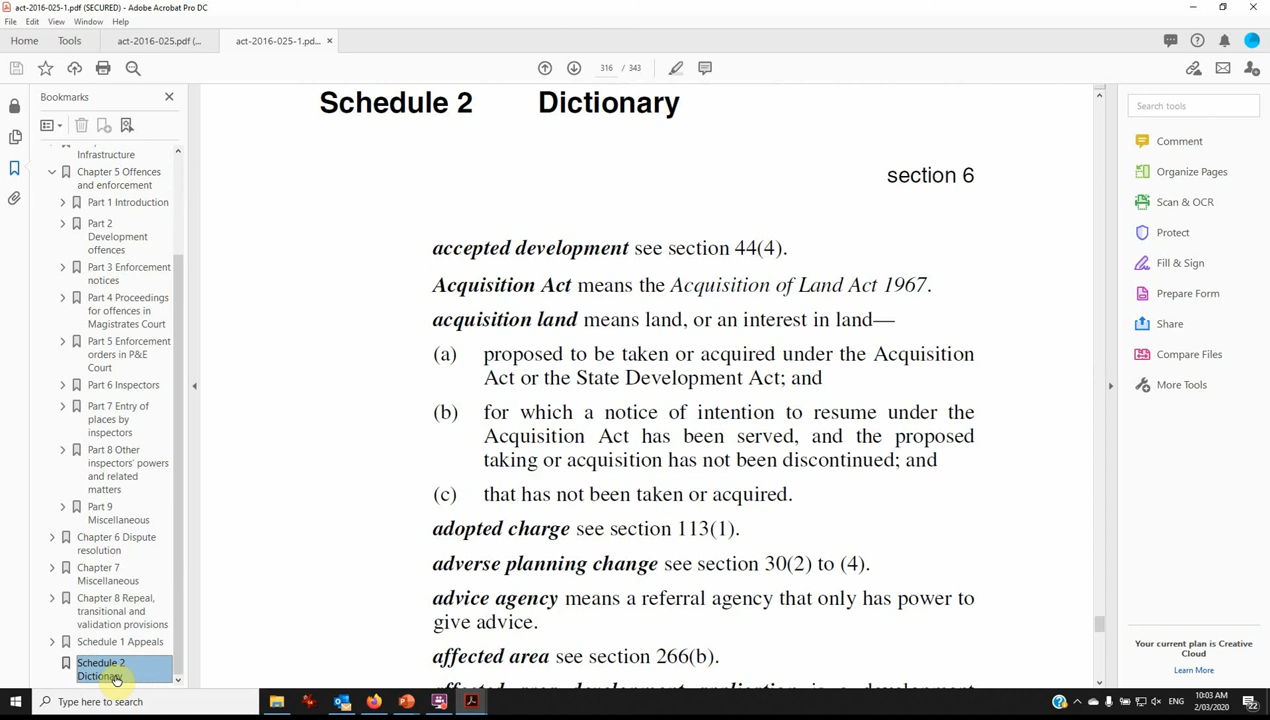 act-2016-025-1.pdf (SECURED) - Adobe Acrobat Pro DC
File Edit View Window Help
Home Tools act-2016-025.pdf (... act-2016-025-1.pd... ×
316 / 343
Bookmarks
Infrastructure
Chapter 5 Offences
and enforcement
Part 1 Introduction
Part 2
Development
offences
Part 3 Enforcement
notices
Part 4 Proceedings
for offences in
Magistrates Court
Part 5 Enforcement
orders in P&E
Court
Part 6 Inspectors
Part 7 Entry of
places by
inspectors
Part 8 Other
inspectors' powers
and related
matters
Part 9
Miscellaneous
Chapter 6 Dispute
resolution
Chapter 7
Miscellaneous
Chapter 8 Repeal,
transitional and
validation provisions
Schedule 1 Appeals
Schedule 2
Dictionary
Schedule 2 Dictionary
section 6
accepted development see section 44(4).
Acquisition Act means the Acquisition of Land Act 1967.
acquisition land means land, or an interest in land—
(a) proposed to be taken or acquired under the Acquisition
Act or the State Development Act; and
(b) for which a notice of intention to resume under the
Acquisition Act has been served, and the proposed
taking or acquisition has not been discontinued; and
(c) that has not been taken or acquired.
adopted charge see section 113(1).
adverse planning change see section 30(2) to (4).
advice agency means a referral agency that only has power to
give advice.
affected area see section 266(b).
affected area development application is a development
Search tools
Comment
Organize Pages
Scan & OCR
Protect
Fill & Sign
Prepare Form
Share
Compare Files
More Tools
Your current plan is Creative
Cloud
Learn More
Type here to search
ENG
10:03 AM
2/03/2020
22